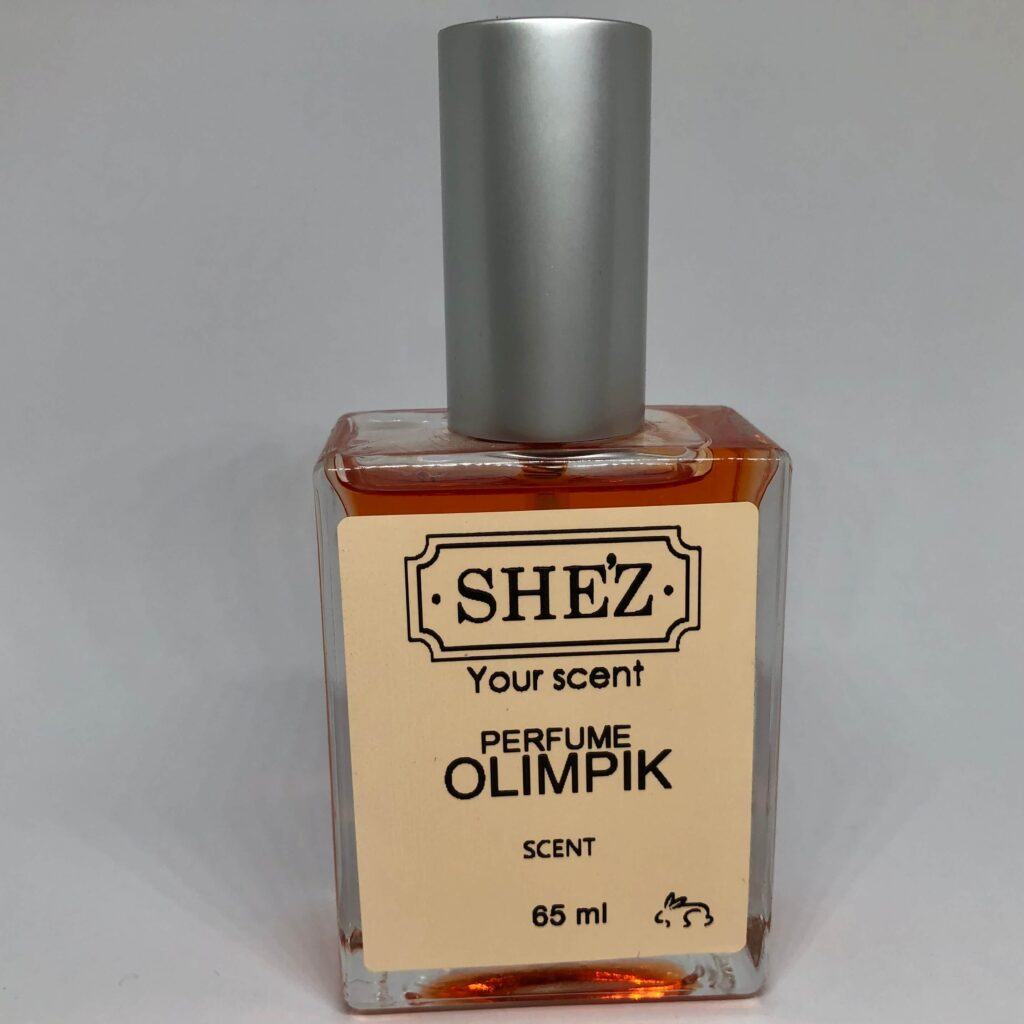 ·SHE'Z·
Your scent
PERFUME
OLIMPIK
SCENT
65 ml